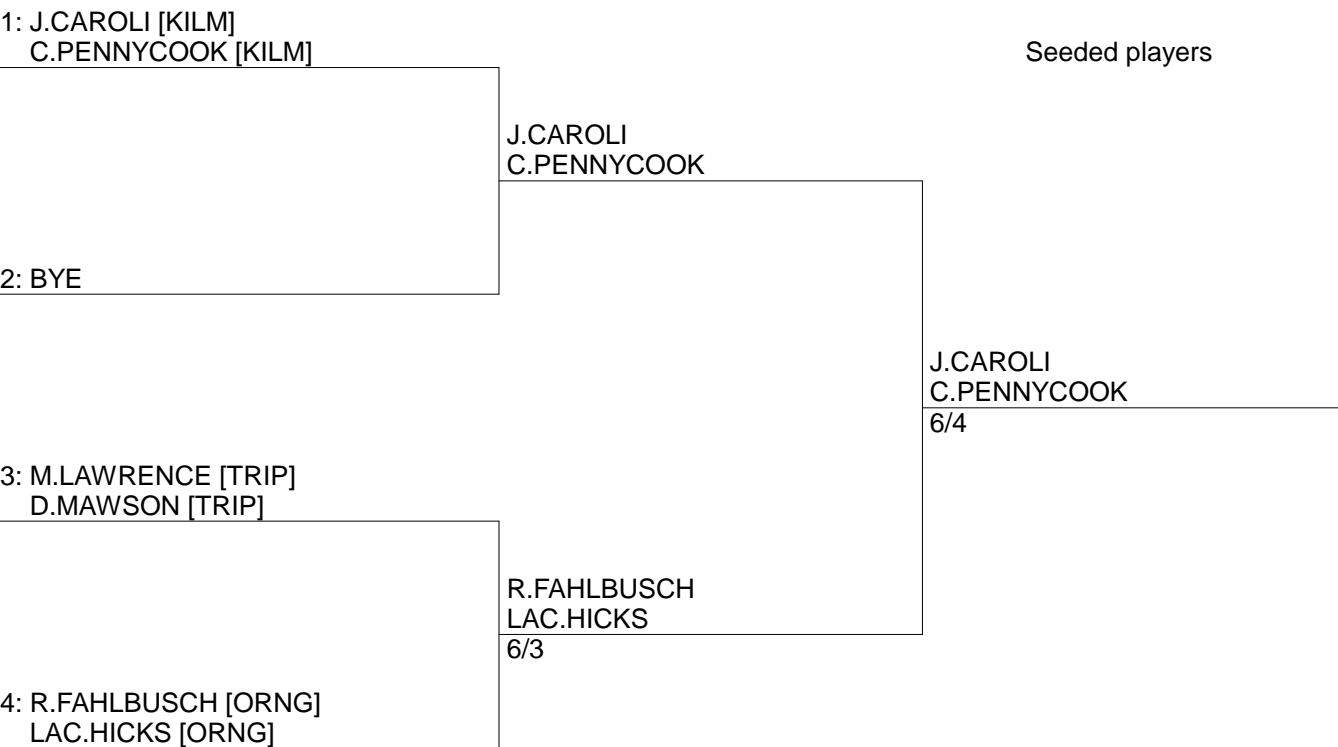 1: J.CAROLI [KILM]
C.PENNYCOOK [KILM]
Seeded players
J.CAROLI
C.PENNYCOOK
2: BYE
J.CAROLI
C.PENNYCOOK
6/4
3: M.LAWRENCE [TRIP]
D.MAWSON [TRIP]
R.FAHLBUSCH
LAC.HICKS
6/3
4: R.FAHLBUSCH [ORNG]
LAC.HICKS [ORNG]